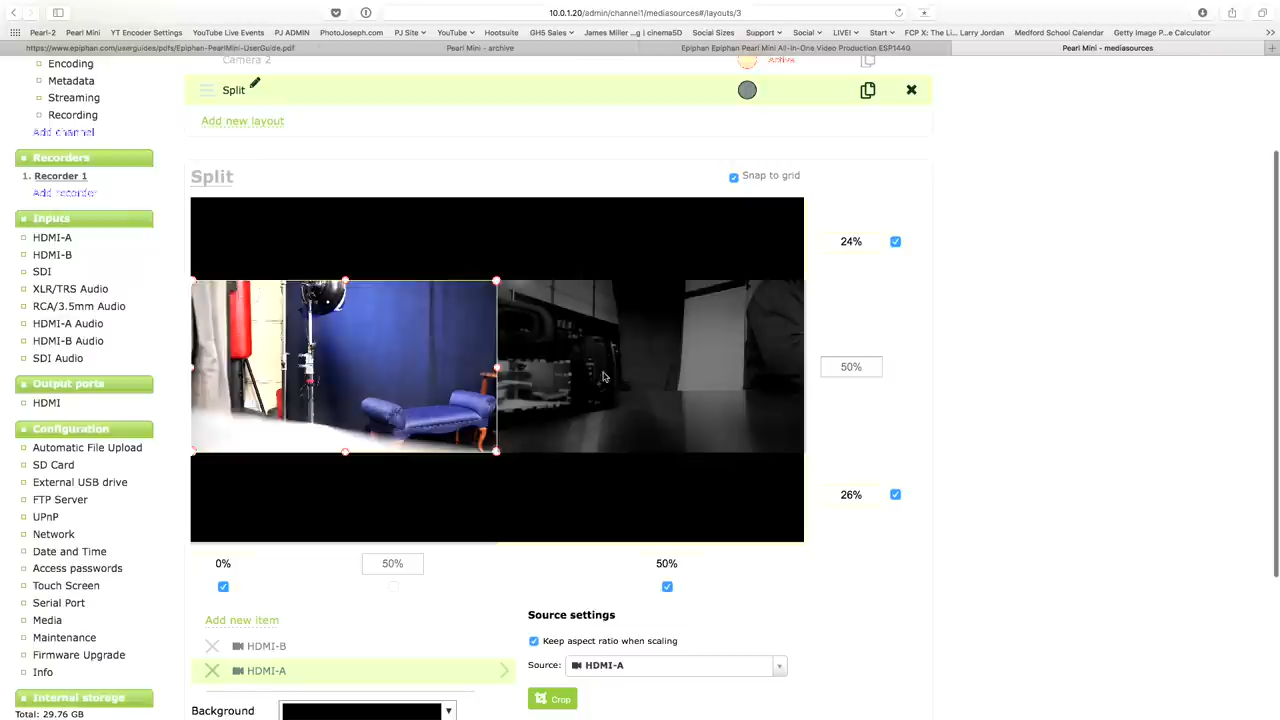 10.0.1.20/admin/channel1/mediasources#/layouts/3
Pearl-2 Pearl Mini YT Encoder Settings YouTube Live Events PJ ADMIN PhotoJoseph.com PJ Site YouTube Hootsuite GH5 Sales James Miller ... g cinema5D Social Sizes Support Social LIVE! Start FCP X: The Li... Larry Jordan Medford School Calendar Getty Image P...e Calculator
https://www.epiphan.com/userguides/pdfs/Epiphan-PearlMini-UserGuide.pdf Pearl Mini - archive Epiphan Epiphan Pearl Mini All-In-One Video Production ESP1440 Pearl Mini - mediasources
Camera 2 Active
Encoding
Metadata
Streaming
Recording
Add channel
Recorders
1. Recorder 1
Add recorder
Inputs
HDMI-A
HDMI-B
SDI
XLR/TRS Audio
RCA/3.5mm Audio
HDMI-A Audio
HDMI-B Audio
SDI Audio
Output ports
HDMI
Configuration
Automatic File Upload
SD Card
External USB drive
FTP Server
UPnP
Network
Date and Time
Access passwords
Touch Screen
Serial Port
Media
Maintenance
Firmware Upgrade
Info
Internal storage
Total: 29.76 GB
Split
Add new layout
Split
Snap to grid
24%
50%
26%
0% 50% 50%
Add new item
HDMI-B
HDMI-A
Background
Source settings
Keep aspect ratio when scaling
Source: HDMI-A
Crop